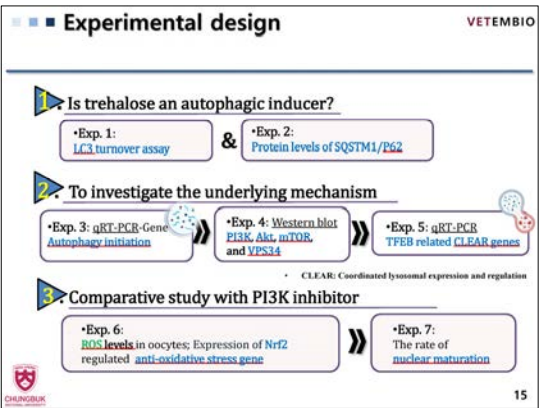 Experimental design
VETEMBIO
1. Is trehalose an autophagic inducer?
•Exp. 1:
LC3 turnover assay
&
•Exp. 2:
Protein levels of SQSTM1/P62
2. To investigate the underlying mechanism
•Exp. 3: qRT-PCR-Gene
Autophagy initiation
•Exp. 4: Western blot
PI3K, Akt, mTOR,
and VPS34
•Exp. 5: qRT-PCR
TFEB related CLEAR genes
• CLEAR: Coordinated lysosomal expression and regulation
3. Comparative study with PI3K inhibitor
•Exp. 6:
ROS levels in oocytes; Expression of Nrf2
regulated anti-oxidative stress gene
•Exp. 7:
The rate of
nuclear maturation
CHUNGBUK
NATIONAL UNIVERSITY
15